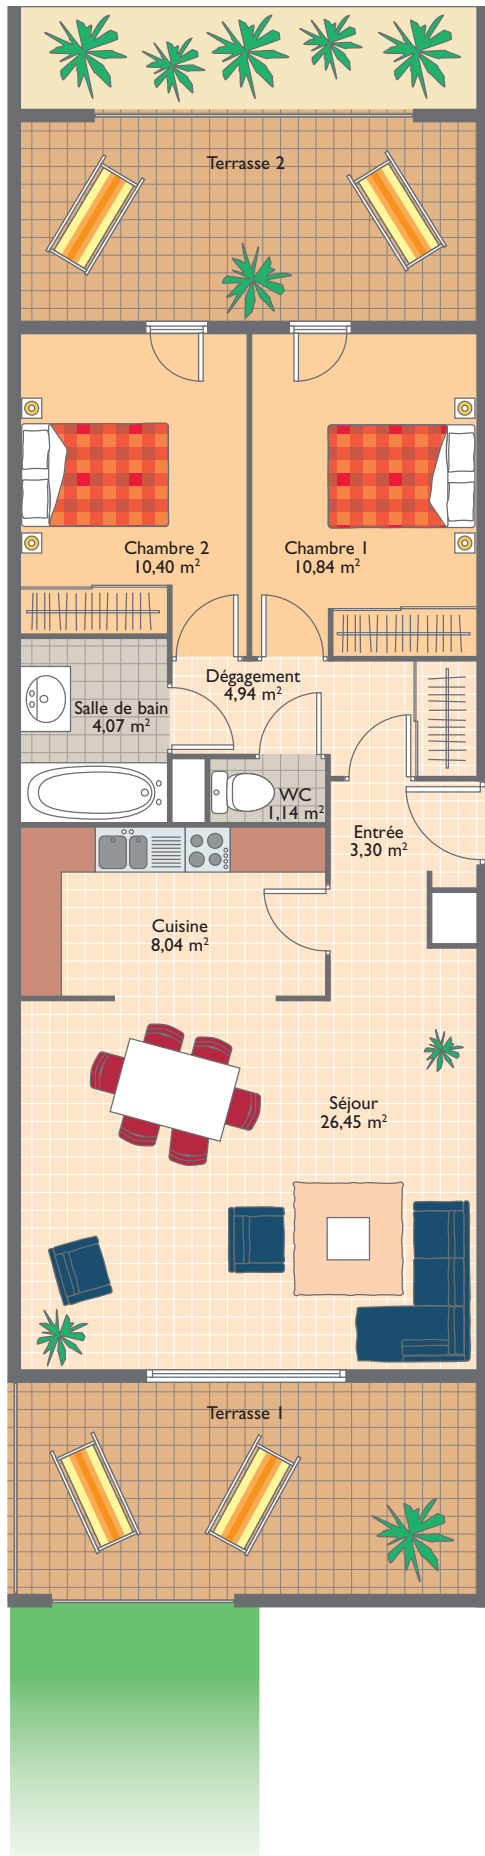 Terrasse 2
Chambre 2
10,40 m²
Chambre 1
10,84 m²
Dégagement
4,94 m²
Salle de bain
4,07 m²
WC
1,14 m²
Entrée
3,30 m²
Cuisine
8,04 m²
Séjour
26,45 m²
Terrasse 1